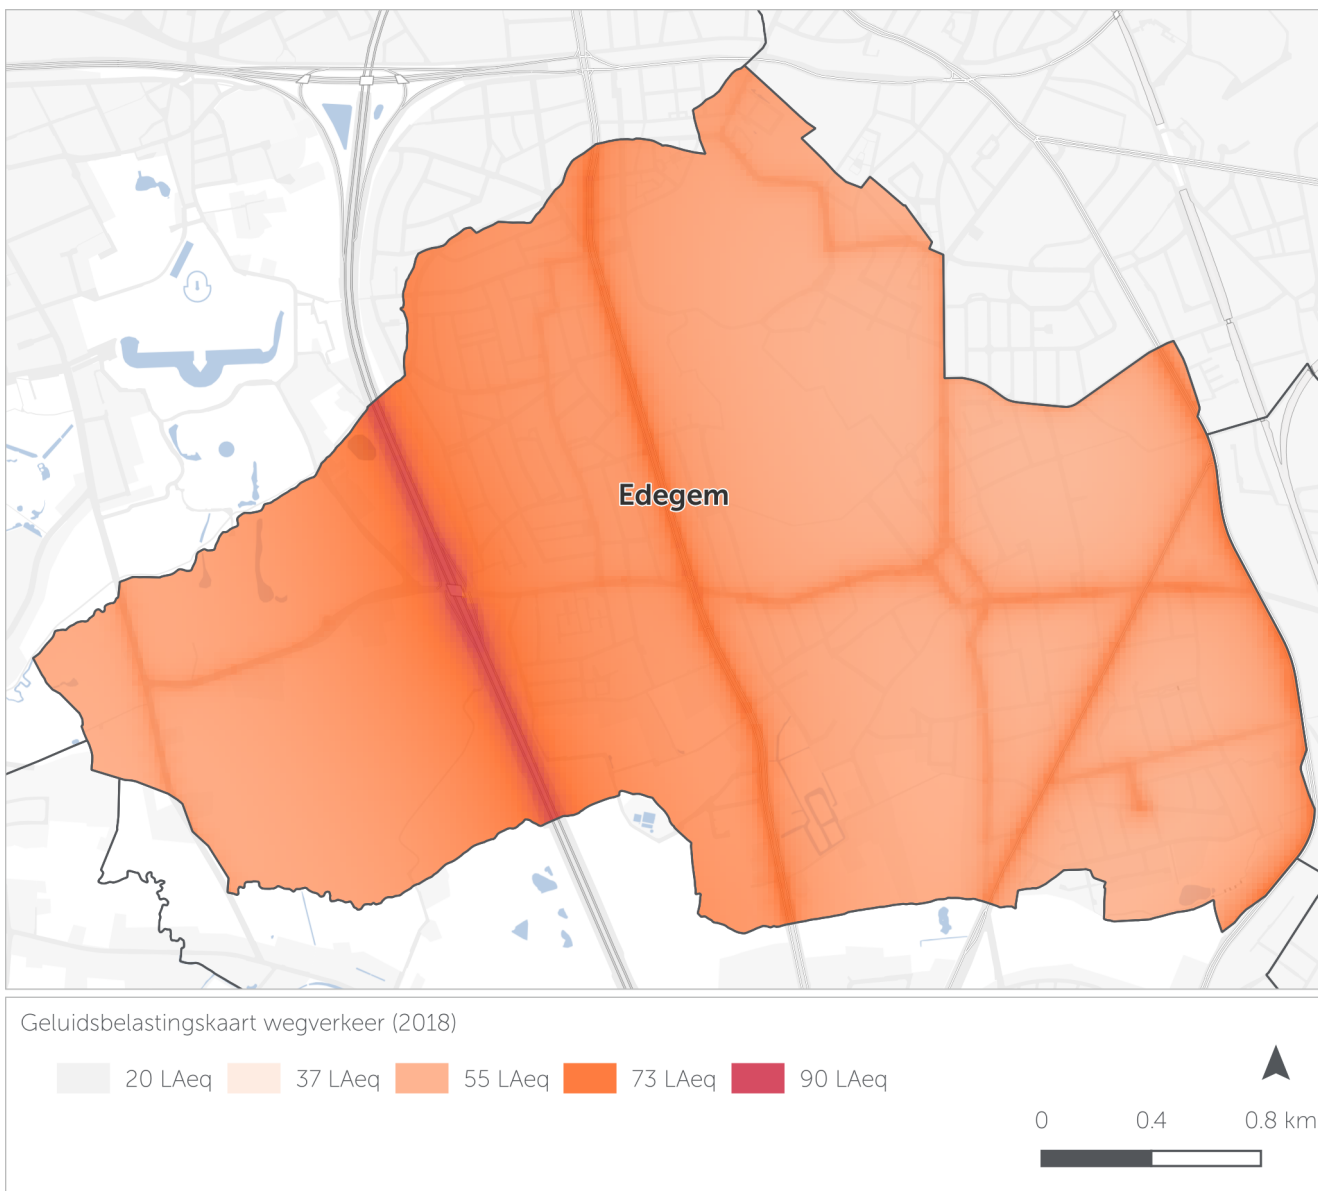 Edegem
Geluidsbelastingskaart wegverkeer (2018)
20 LAeq 37 LAeq 55 LAeq 73 LAeq 90 LAeq
0 0.4 0.8 km